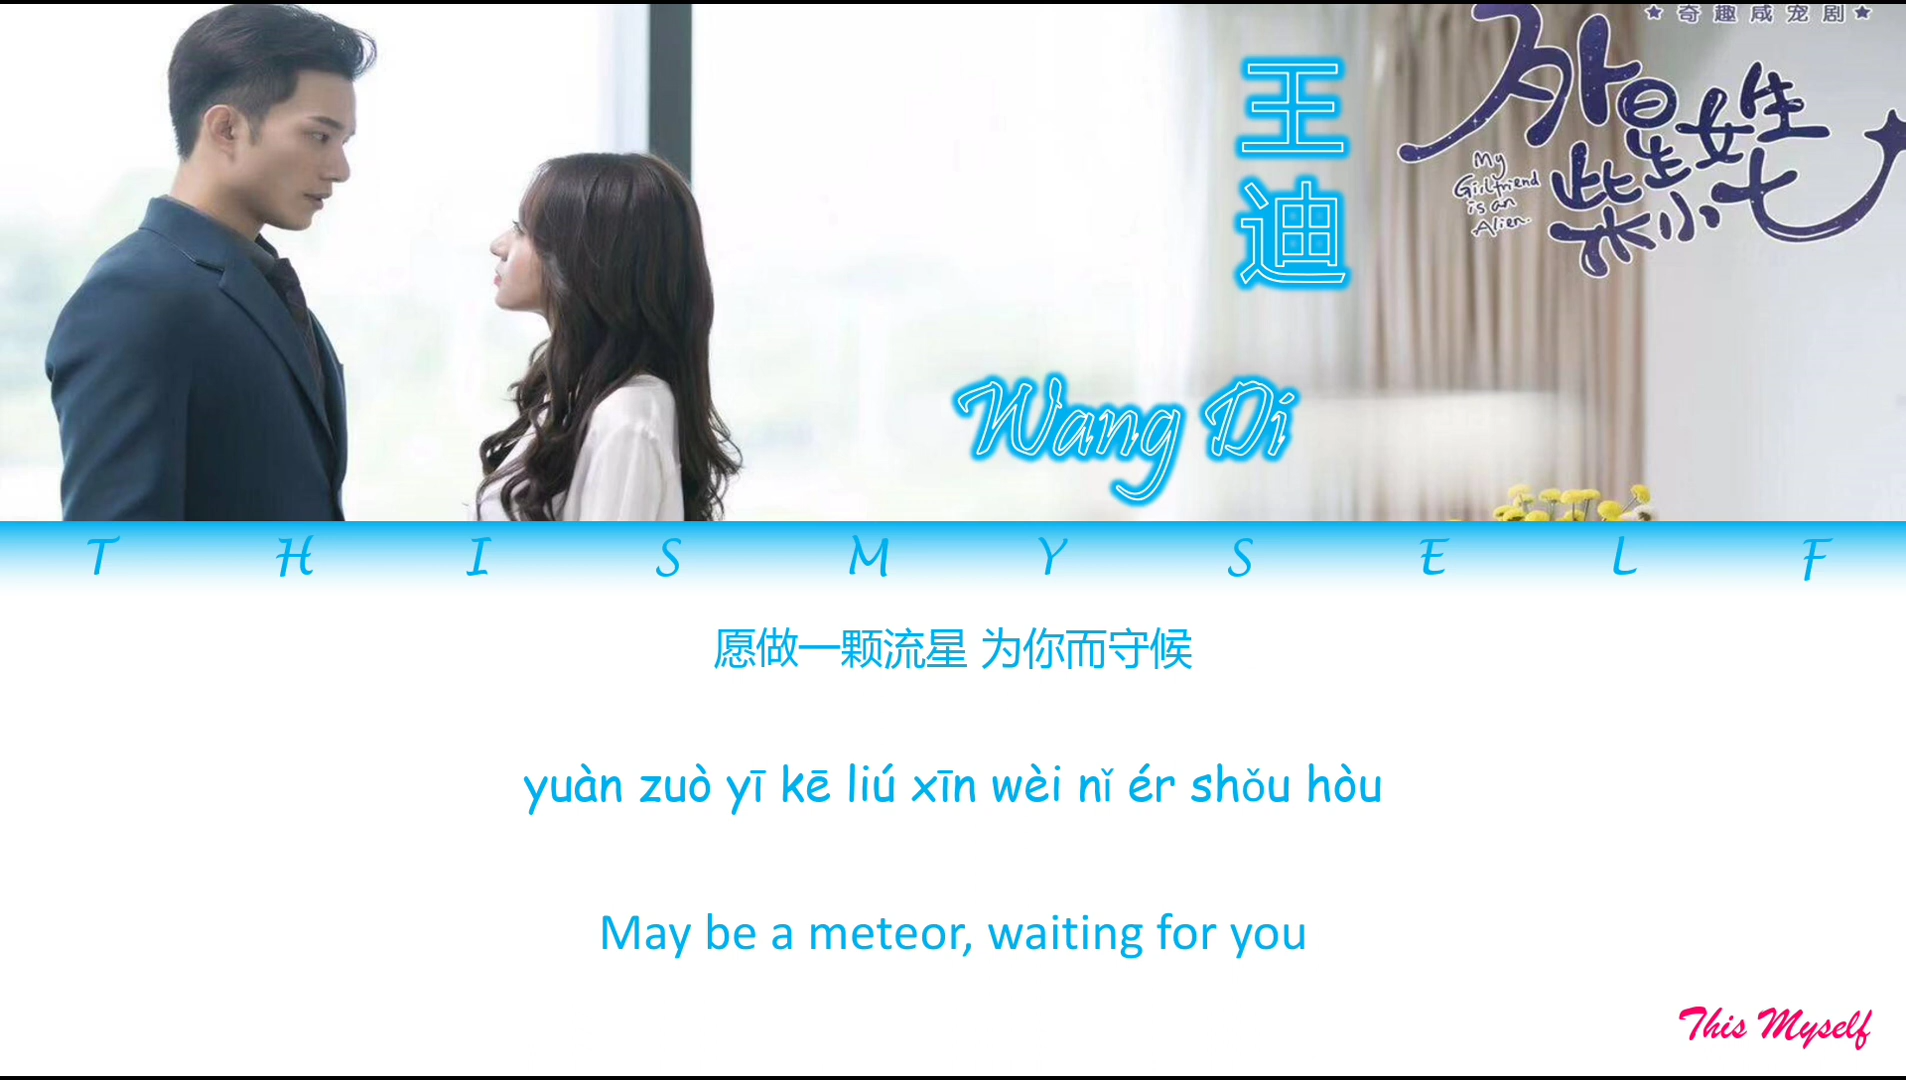 ★奇趣咸宠剧★
外星女生
柴小七
My
Girlfriend
is an
Alien.
王迪
Wang Di
T H I S M Y S E L F
愿做一颗流星 为你而守候
yuàn zuò yī kē liú xīn wèi nǐ ér shǒu hòu
May be a meteor, waiting for you
This Myself